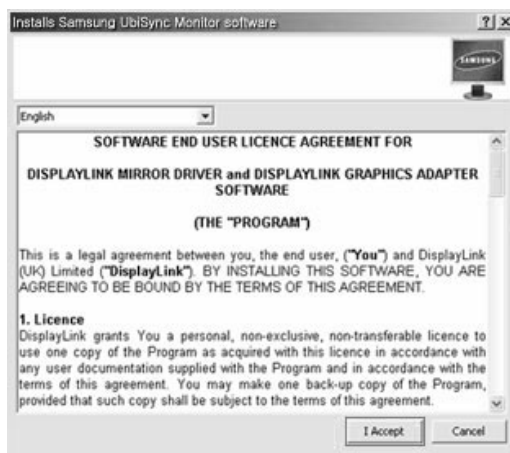 Installs Samsung UbiSync Monitor software
SAMSUNG
English
SOFTWARE END USER LICENCE AGREEMENT FOR
DISPLAYLINK MIRROR DRIVER and DISPLAYLINK GRAPHICS ADAPTER
SOFTWARE
(THE "PROGRAM")
This is a legal agreement between you, the end user, ("You") and DisplayLink
(UK) Limited ("DisplayLink"). BY INSTALLING THIS SOFTWARE, YOU ARE
AGREEING TO BE BOUND BY THE TERMS OF THIS AGREEMENT.
1. Licence
DisplayLink grants You a personal, non-exclusive, non-transferable licence to
use one copy of the Program as acquired with this licence in accordance with
any user documentation supplied with the Program and in accordance with the
terms of this agreement. You may make one back-up copy of the Program,
provided that such copy shall be subject to the terms of this agreement.
I Accept
Cancel